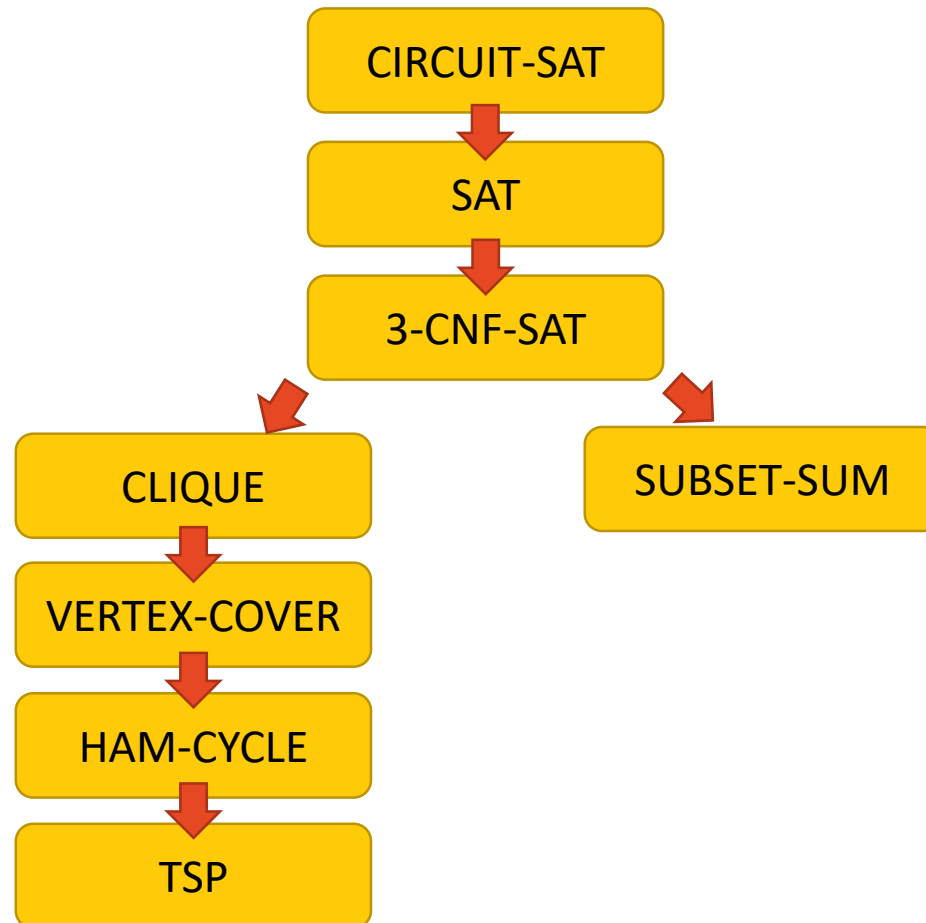 CIRCUIT-SAT
SAT
3-CNF-SAT
CLIQUE
SUBSET-SUM
VERTEX-COVER
HAM-CYCLE
TSP